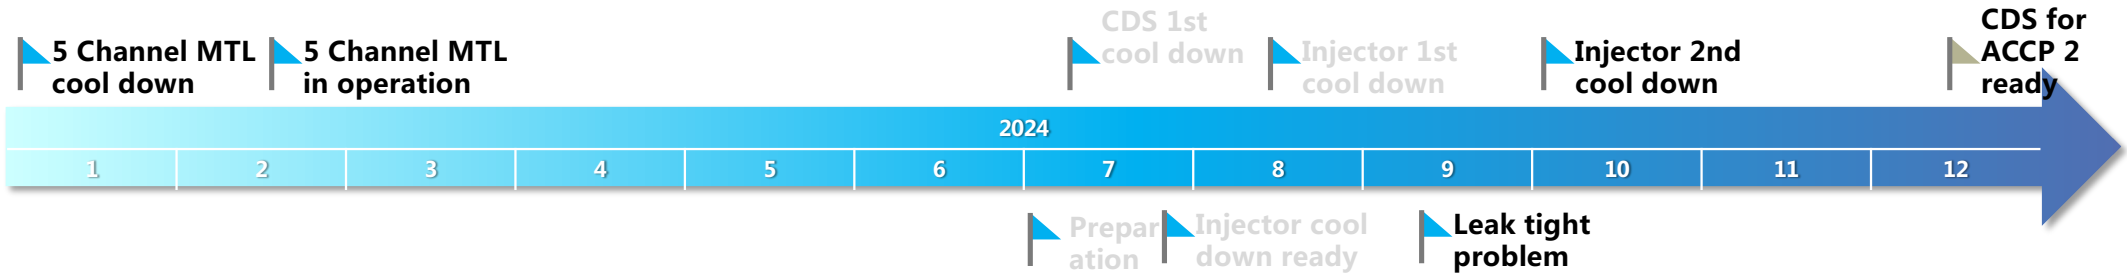 5 Channel MTL
cool down
5 Channel MTL
in operation
CDS 1st
cool down
Injector 1st
cool down
Injector 2nd
cool down
CDS for
ACCP 2
ready
2024
1 2 3 4 5 6 7 8 9 10 11 12
Prepar
ation
Injector cool
down ready
Leak tight
problem